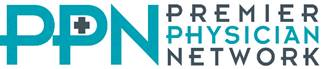 PPN
PREMIER
PHYSICIAN
NETWORK